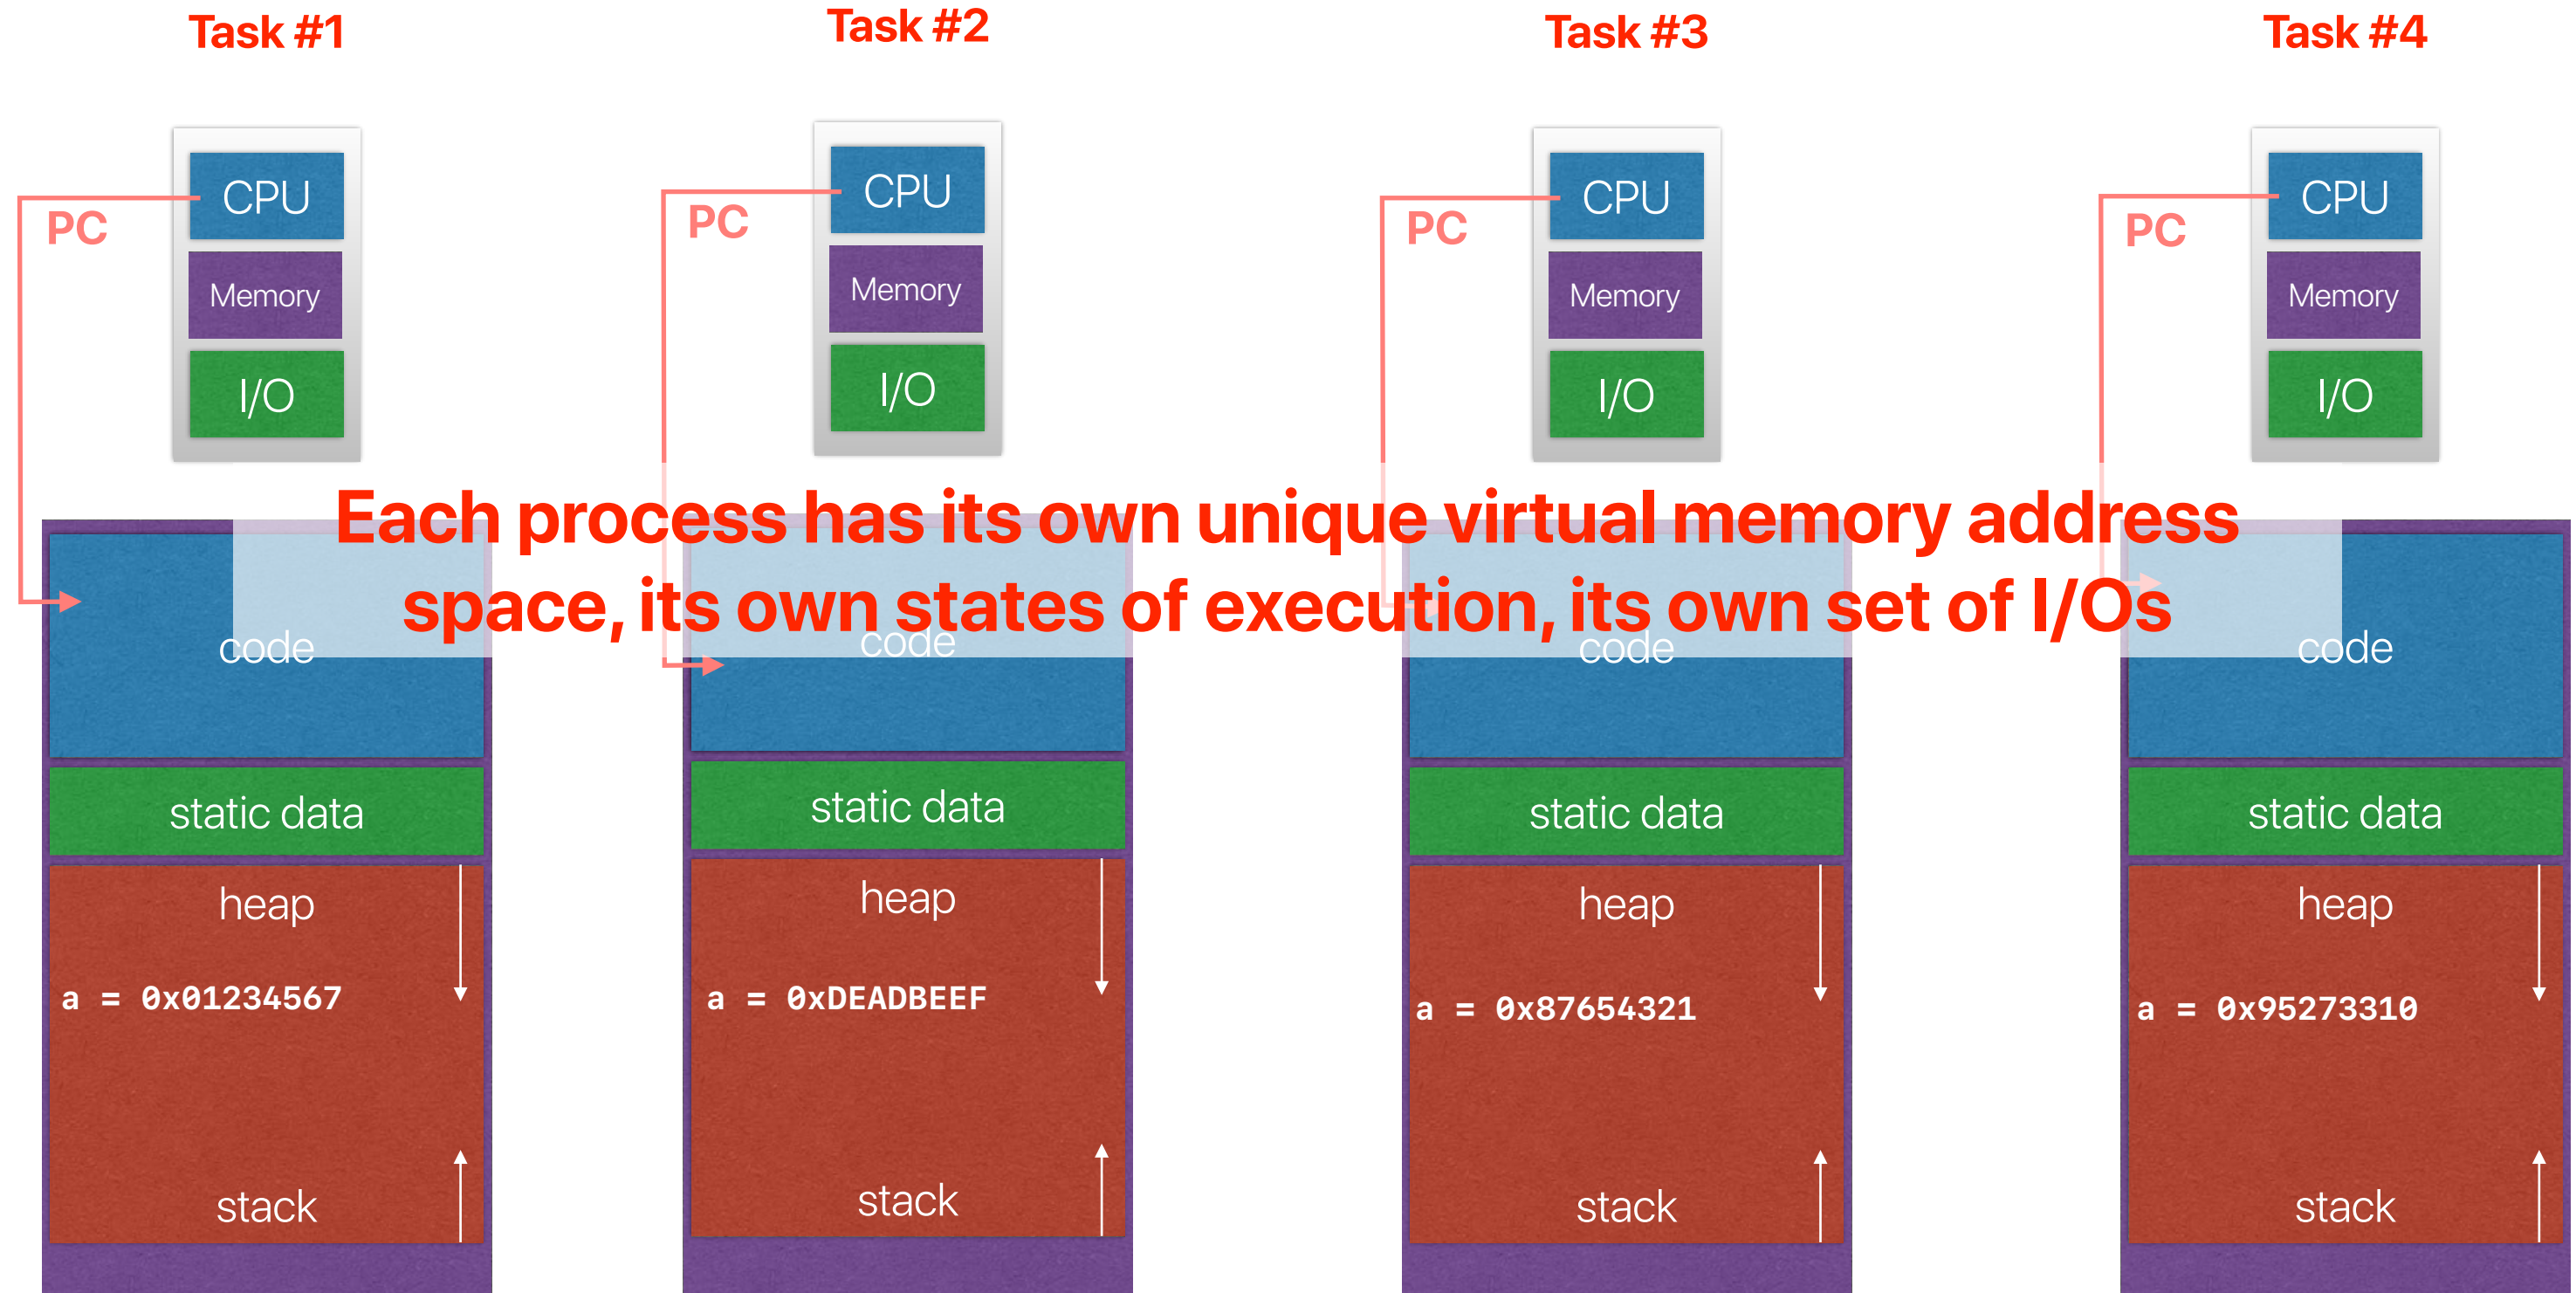 Task #1
Task #2
Task #3
Task #4
CPU
PC
Memory
I/O
CPU
PC
Memory
I/O
CPU
PC
Memory
I/O
CPU
PC
Memory
I/O
Each process has its own unique virtual memory address
space, its own states of execution, its own set of I/Os
code
static data
heap
a = 0x01234567
stack
code
static data
heap
a = 0xDEADBEEF
stack
code
static data
heap
a = 0x87654321
stack
code
static data
heap
a = 0x95273310
stack